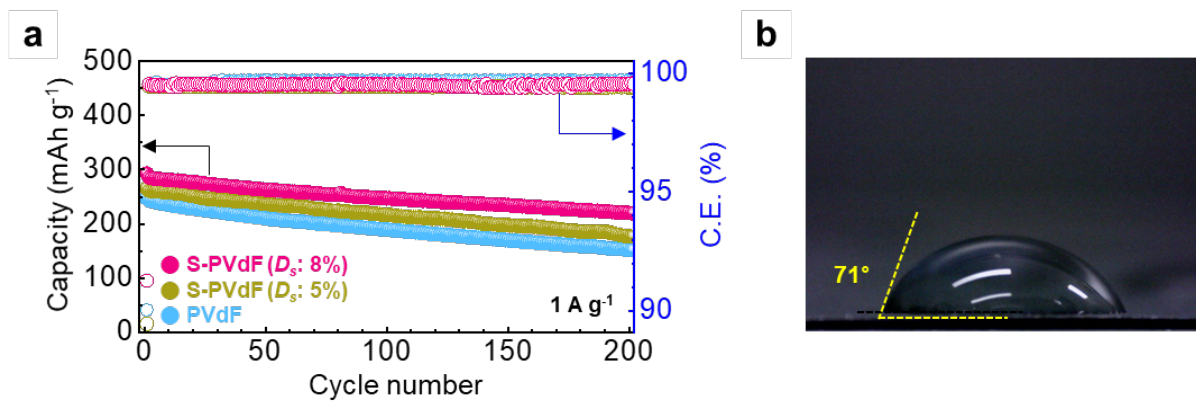 a
b
500
400
300
200
100
0
Capacity (mAh g⁻¹)
100
95
90
C.E. (%)
S-PVdF (Dₛ: 8%)
S-PVdF (Dₛ: 5%)
PVdF
1 A g⁻¹
0
50
100
150
200
Cycle number
71°